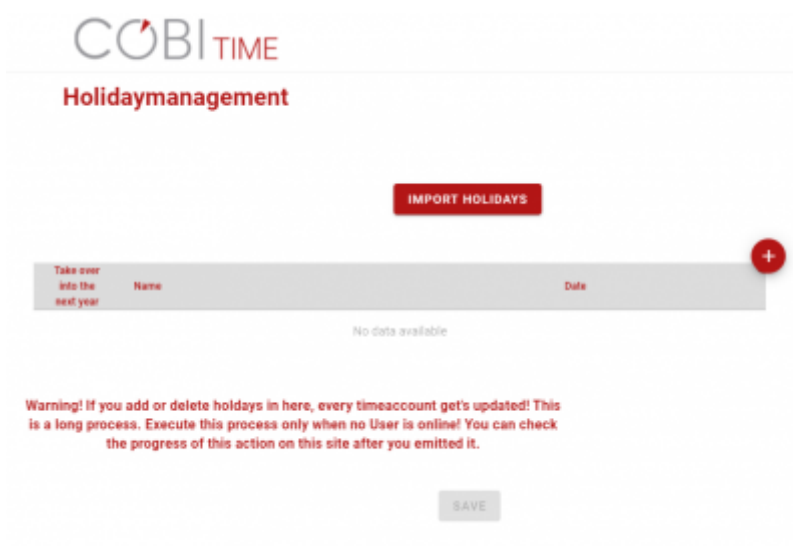 COBI TIME
Holidaymanagement
IMPORT HOLIDAYS
+
Take over
into the
next year
Name
Date
No data available
Warning! If you add or delete holdays in here, every timeaccount get's updated! This
is a long process. Execute this process only when no User is online! You can check
the progress of this action on this site after you emitted it.
SAVE